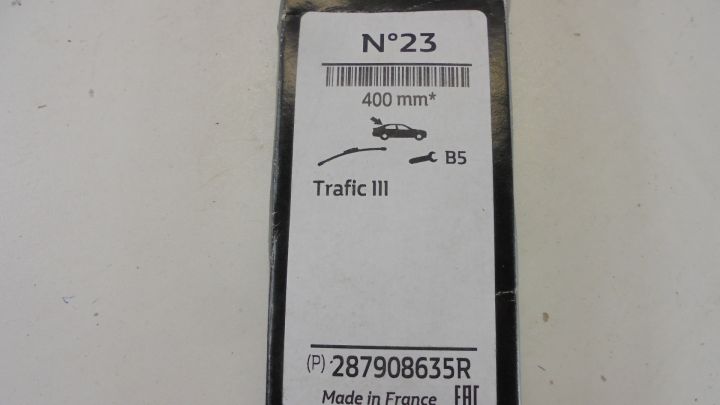 N°23
400 mm*
B5
Trafic III
(P) 287908635R
Made in France EAC